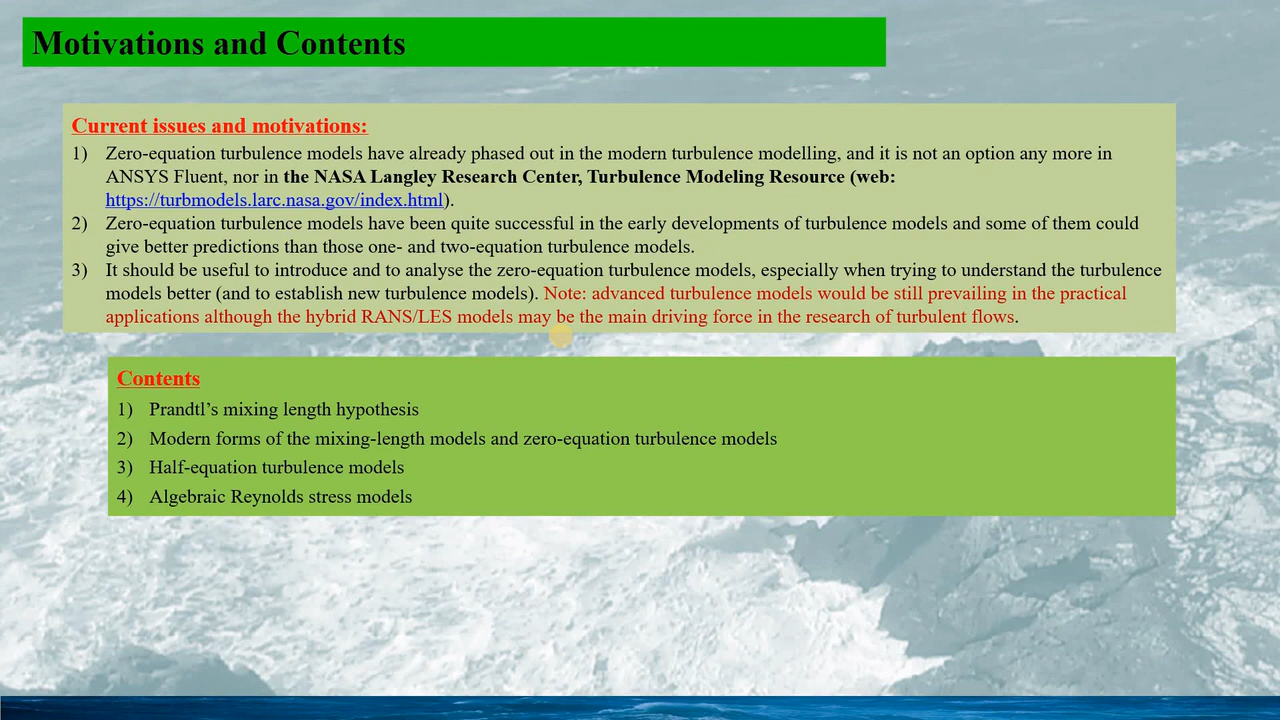 Motivations and Contents
Current issues and motivations:
1) Zero-equation turbulence models have already phased out in the modern turbulence modelling, and it is not an option any more in
ANSYS Fluent, nor in the NASA Langley Research Center, Turbulence Modeling Resource (web:
https://turbmodels.larc.nasa.gov/index.html).
2) Zero-equation turbulence models have been quite successful in the early developments of turbulence models and some of them could
give better predictions than those one- and two-equation turbulence models.
3) It should be useful to introduce and to analyse the zero-equation turbulence models, especially when trying to understand the turbulence
models better (and to establish new turbulence models). Note: advanced turbulence models would be still prevailing in the practical
applications although the hybrid RANS/LES models may be the main driving force in the research of turbulent flows.
Contents
1) Prandtl’s mixing length hypothesis
2) Modern forms of the mixing-length models and zero-equation turbulence models
3) Half-equation turbulence models
4) Algebraic Reynolds stress models